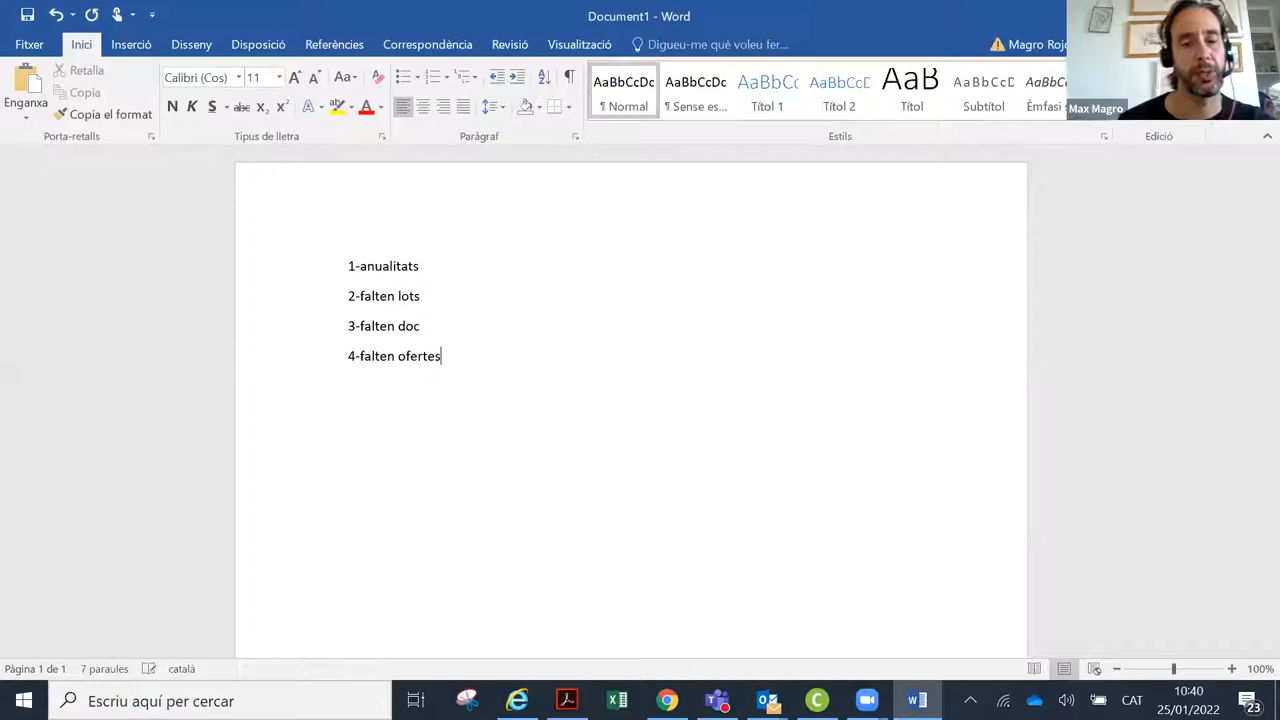 Document1 - Word
Fitxer Inici Inserció Disseny Disposició Referències Correspondència Revisió Visualització Digueu-me què voleu fer... Magro Roj
Enganxa
Retalla
Copia
Copia el format
Porta-retalls
Calibri (Cos) 11
Tipus de lletra
Paràgraf
AaBbCcDc AaBbCcDc AaBbCc AaBbCcD AaB AaBbCcD AaBbCc
¶ Normal ¶ Sense es... Títol 1 Títol 2 Títol Subtítol Èmfasi
Estils
Edició
Max Magro
1-anualitats
2-falten lots
3-falten doc
4-falten ofertes
Pàgina 1 de 1 7 paraules català 100%
Escriu aquí per cercar
CAT
10:40
25/01/2022
23